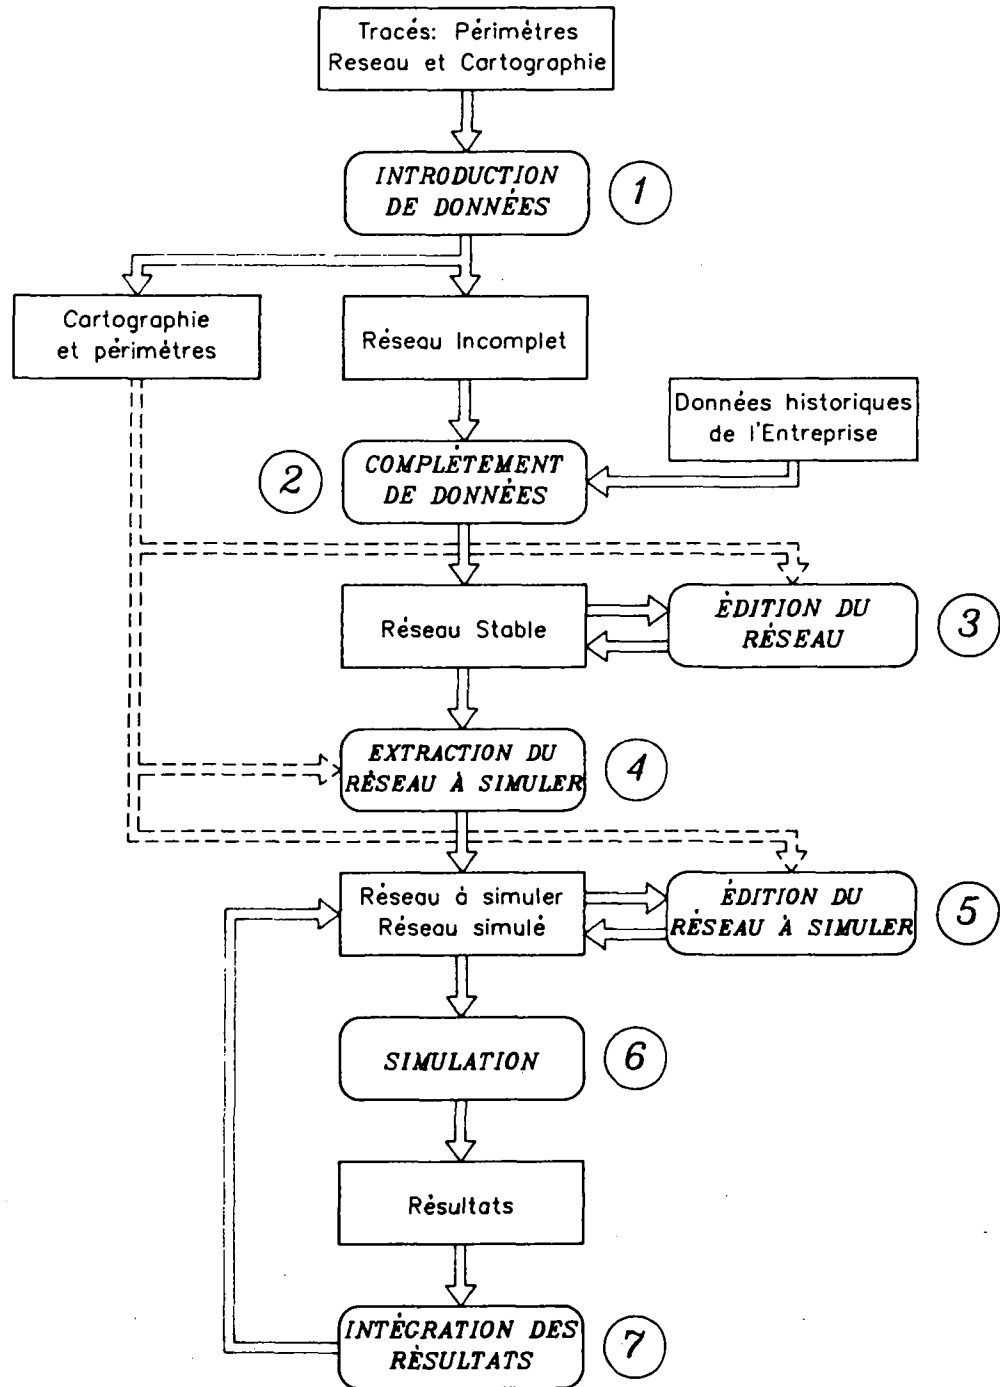 Tracés: Périmètres
Reseau et Cartographie
INTRODUCTION
DE DONNÉES
1
Cartographie
et périmètres
Réseau Incomplet
Données historiques
de l'Entreprise
2
COMPLÈTEMENT
DE DONNÉES
Réseau Stable
ÉDITION DU
RÉSEAU
3
EXTRACTION DU
RÉSEAU À SIMULER
4
Réseau à simuler
Réseau simulé
ÉDITION DU
RÉSEAU À SIMULER
5
SIMULATION
6
Résultats
INTÉGRATION DES
RÉSULTATS
7